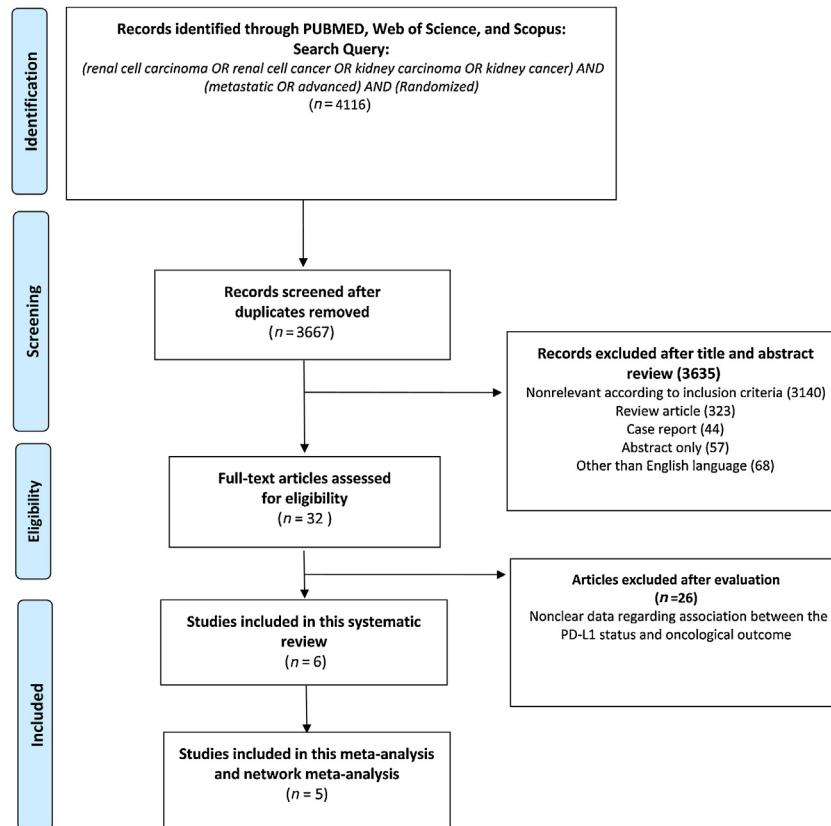 Identification
Records identified through PUBMED, Web of Science, and Scopus:
Search Query:
(renal cell carcinoma OR renal cell cancer OR kidney carcinoma OR kidney cancer) AND
(metastatic OR advanced) AND (Randomized)
(n = 4116)
Screening
Records screened after
duplicates removed
(n = 3667)
Records excluded after title and abstract
review (3635)
Nonrelevant according to inclusion criteria (3140)
Review article (323)
Case report (44)
Abstract only (57)
Other than English language (68)
Eligibility
Full-text articles assessed
for eligibility
(n = 32 )
Articles excluded after evaluation
(n =26)
Nonclear data regarding association between the
PD-L1 status and oncological outcome
Included
Studies included in this systematic
review
(n = 6)
Studies included in this meta-analysis
and network meta-analysis
(n = 5)